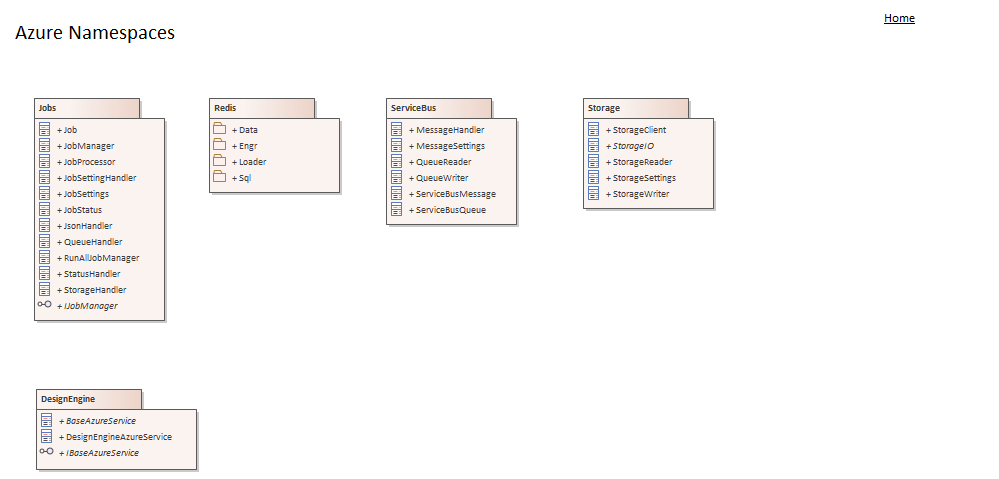 Home
Azure Namespaces
Jobs
+ Job
+ JobManager
+ JobProcessor
+ JobSettingHandler
+ JobSettings
+ JobStatus
+ JsonHandler
+ QueueHandler
+ RunAllJobManager
+ StatusHandler
+ StorageHandler
+ IJobManager
Redis
+ Data
+ Engr
+ Loader
+ Sql
ServiceBus
+ MessageHandler
+ MessageSettings
+ QueueReader
+ QueueWriter
+ ServiceBusMessage
+ ServiceBusQueue
Storage
+ StorageClient
+ StorageIO
+ StorageReader
+ StorageSettings
+ StorageWriter
DesignEngine
+ BaseAzureService
+ DesignEngineAzureService
+ IBaseAzureService